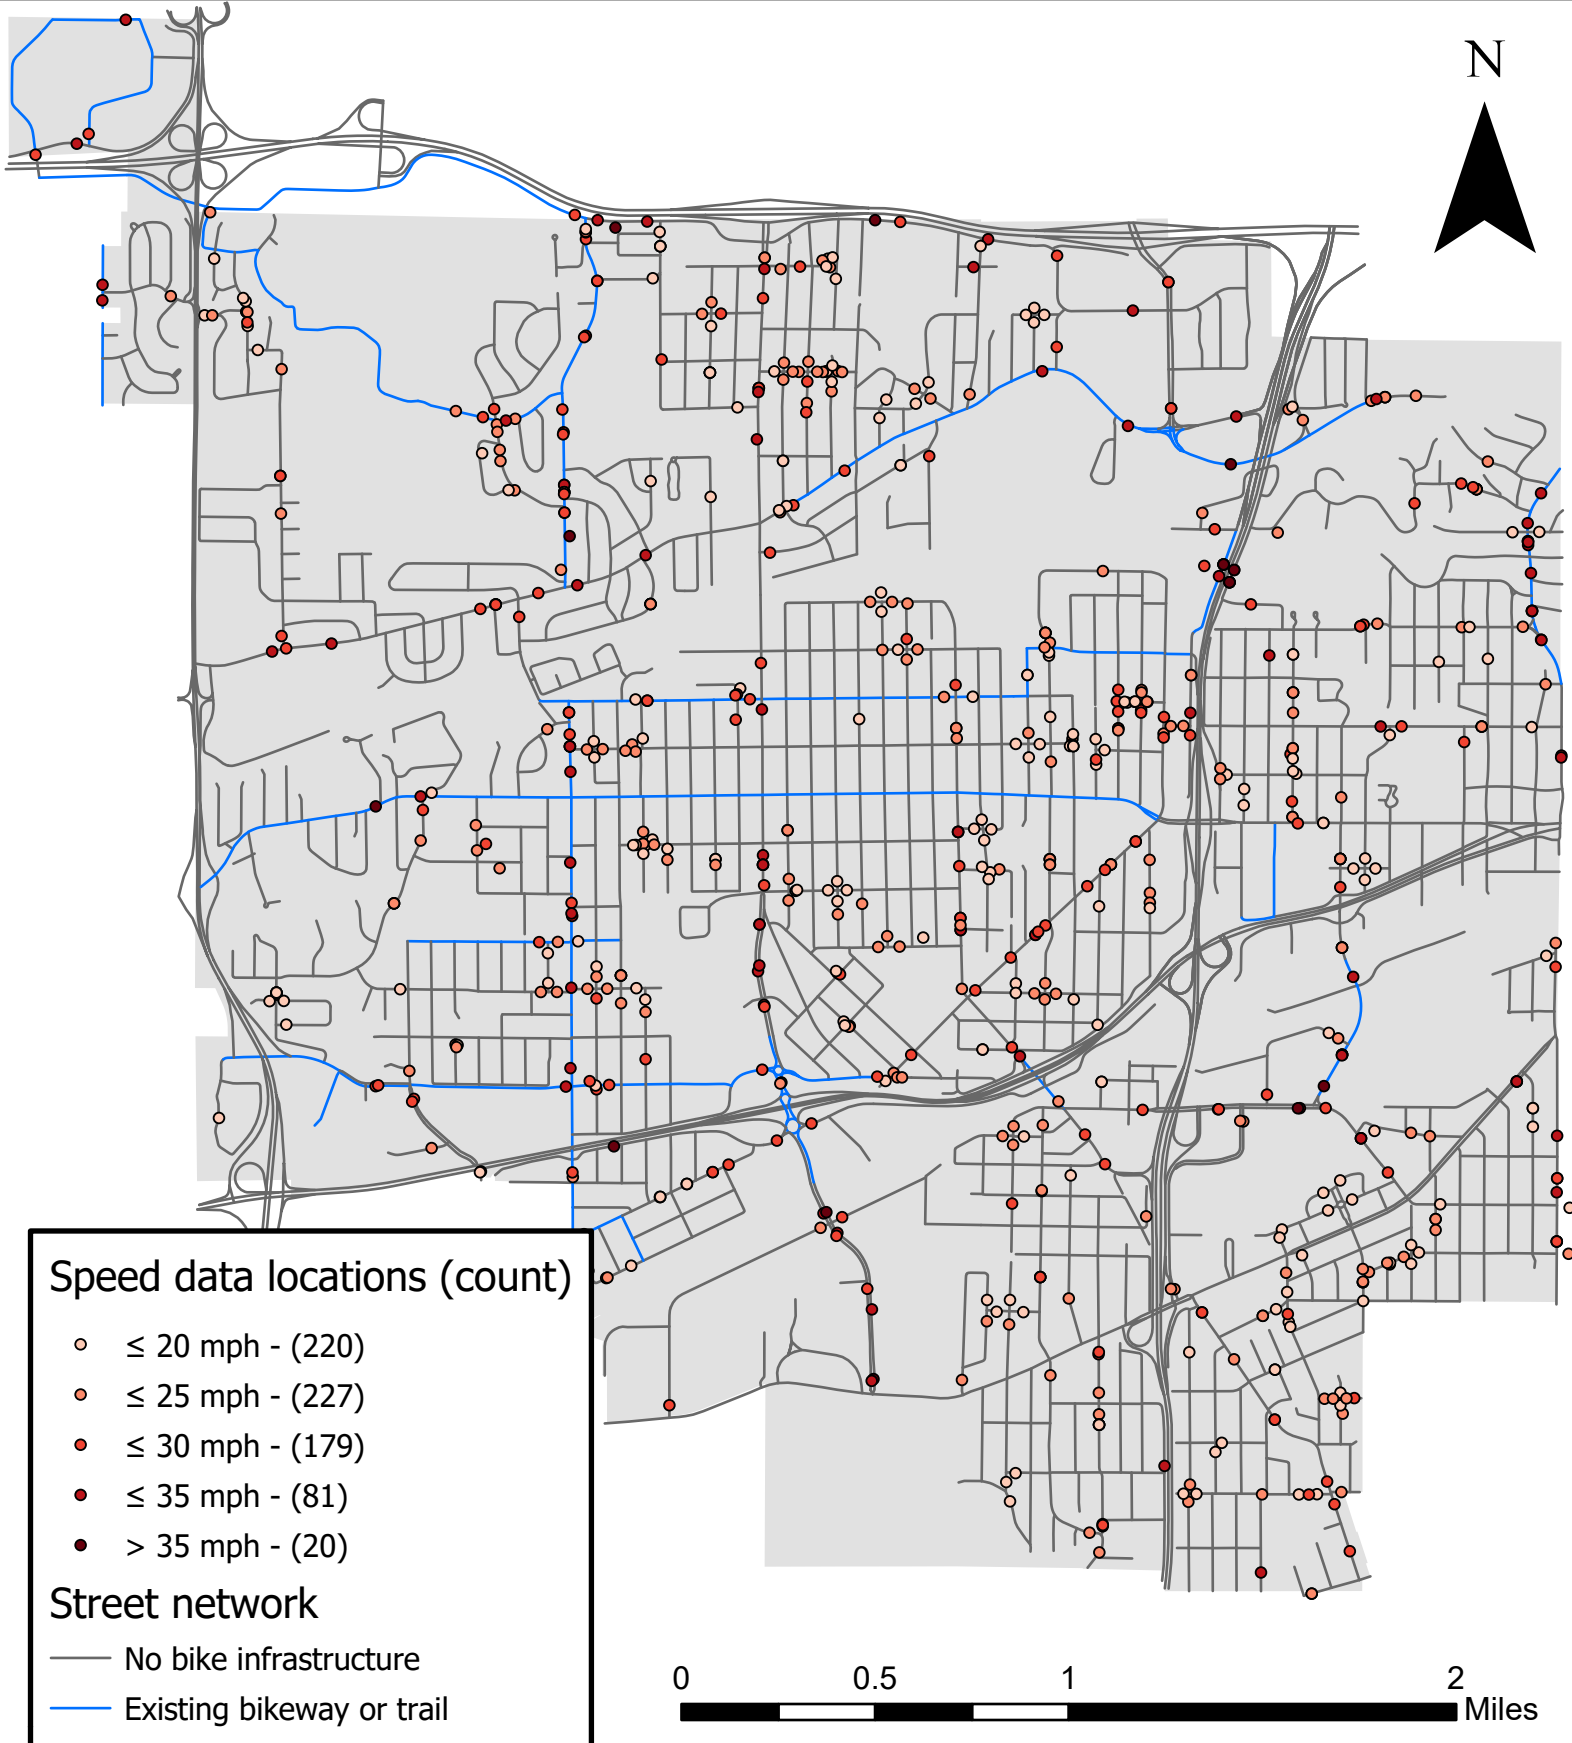 N
Speed data locations (count)
≤ 20 mph - (220)
≤ 25 mph - (227)
≤ 30 mph - (179)
≤ 35 mph - (81)
> 35 mph - (20)
Street network
No bike infrastructure
Existing bikeway or trail
0 0.5 1 2
Miles